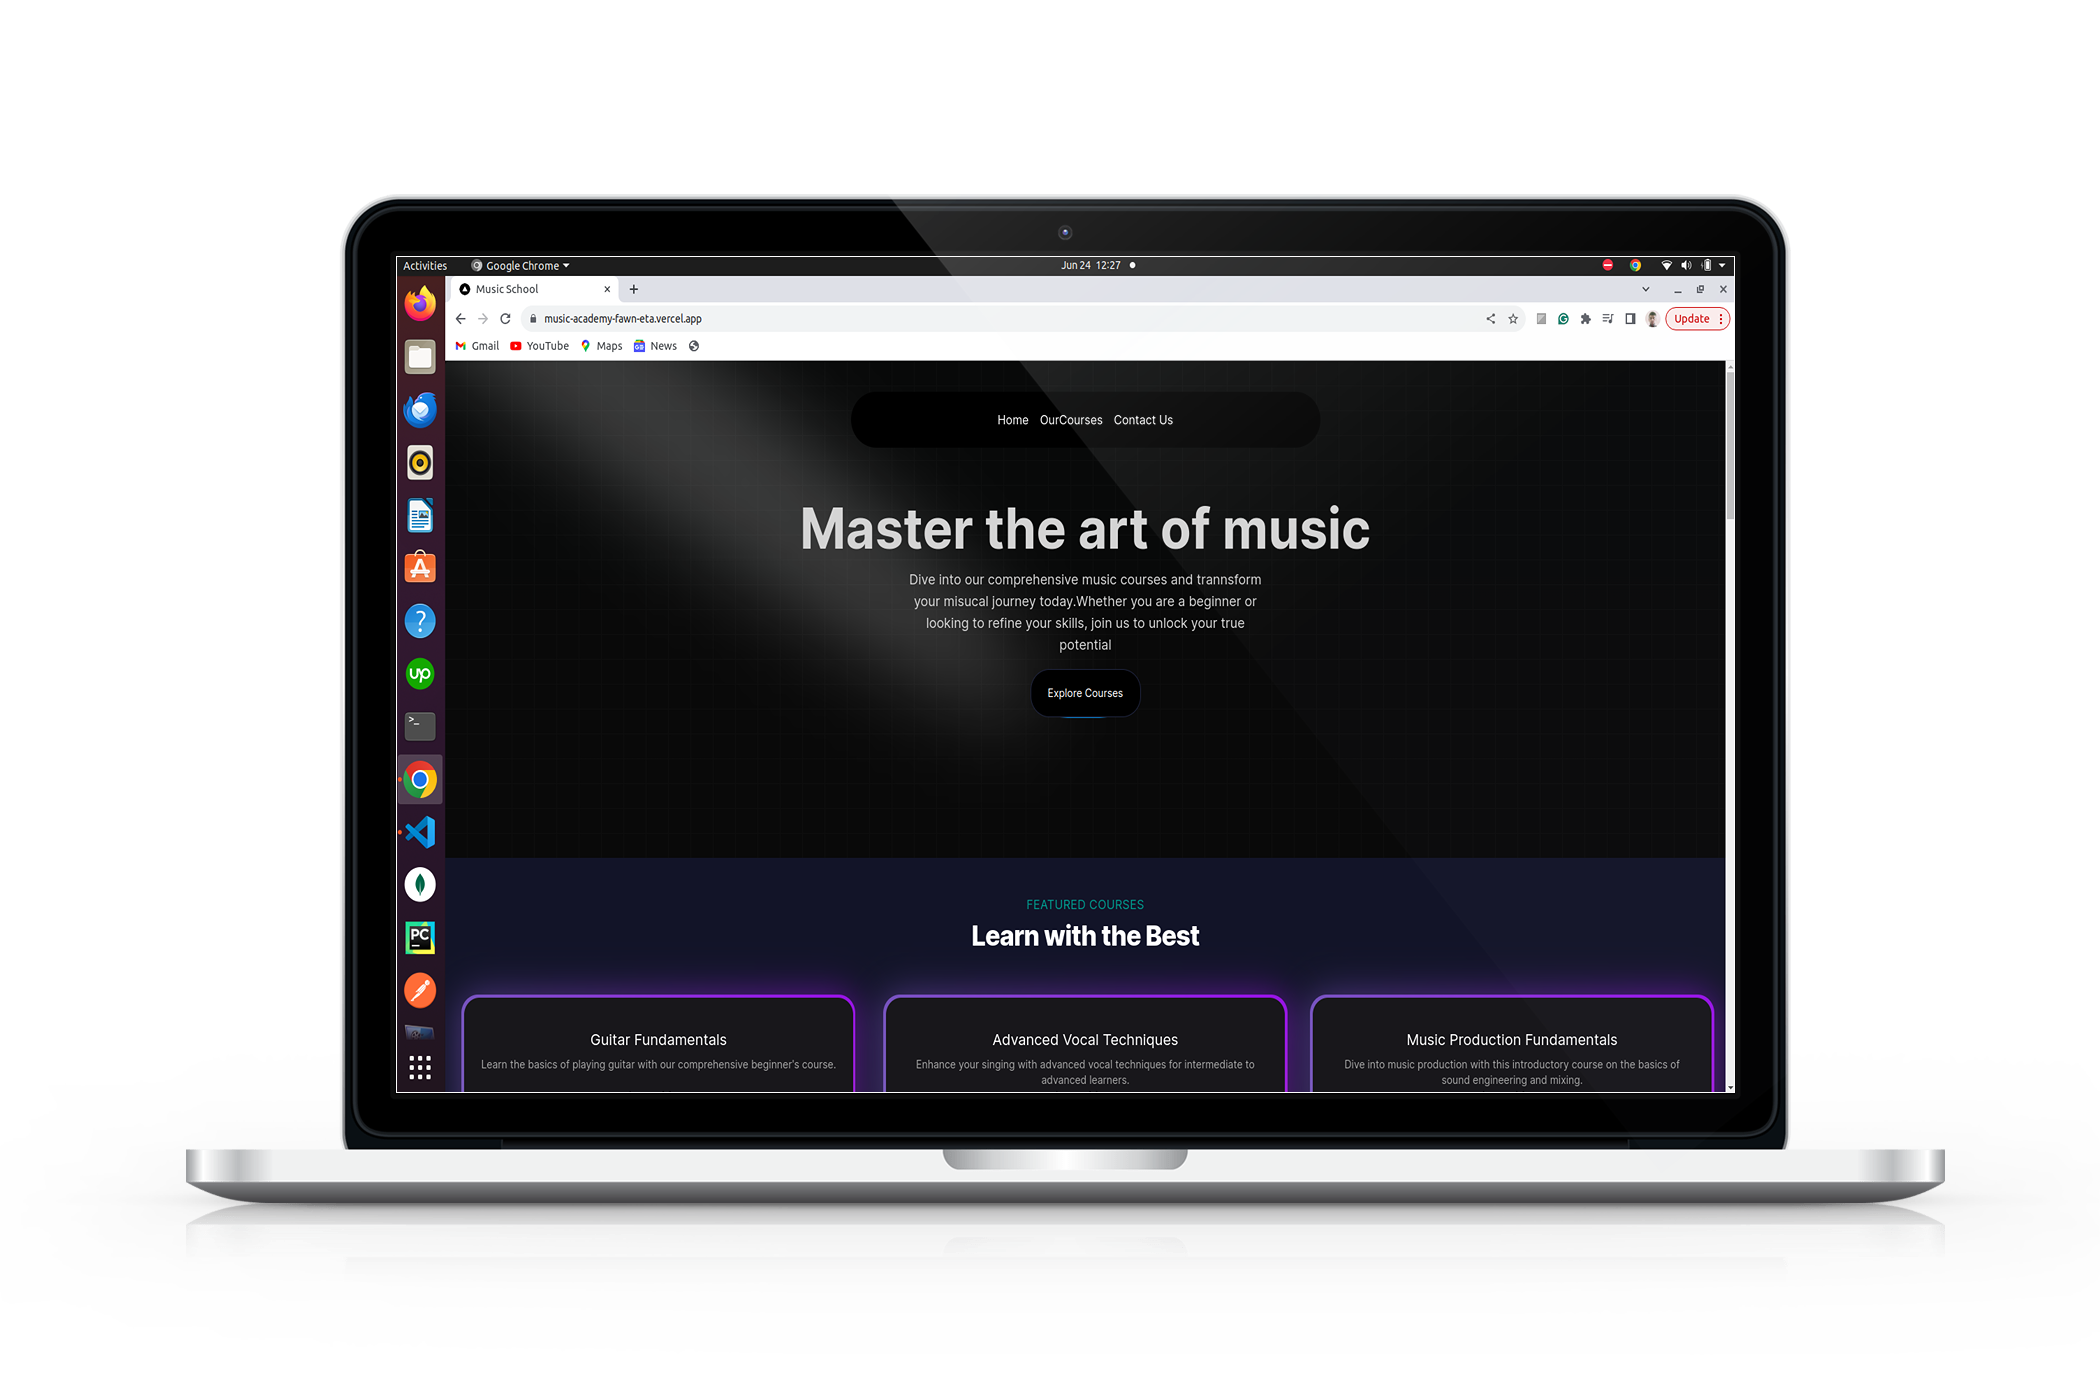 Activities Google Chrome Jun 24 12:27
Music School
music-academy-fawn-eta.vercel.app Update
Gmail YouTube Maps GB News
Home OurCourses Contact Us
Master the art of music
Dive into our comprehensive music courses and trannsform
your misucal journey today.Whether you are a beginner or
looking to refine your skills, join us to unlock your true
potential
Explore Courses
up
>_
PC
FEATURED COURSES
Learn with the Best
Guitar Fundamentals
Learn the basics of playing guitar with our comprehensive beginner's course.
Advanced Vocal Techniques
Enhance your singing with advanced vocal techniques for intermediate to
advanced learners.
Music Production Fundamentals
Dive into music production with this introductory course on the basics of
sound engineering and mixing.